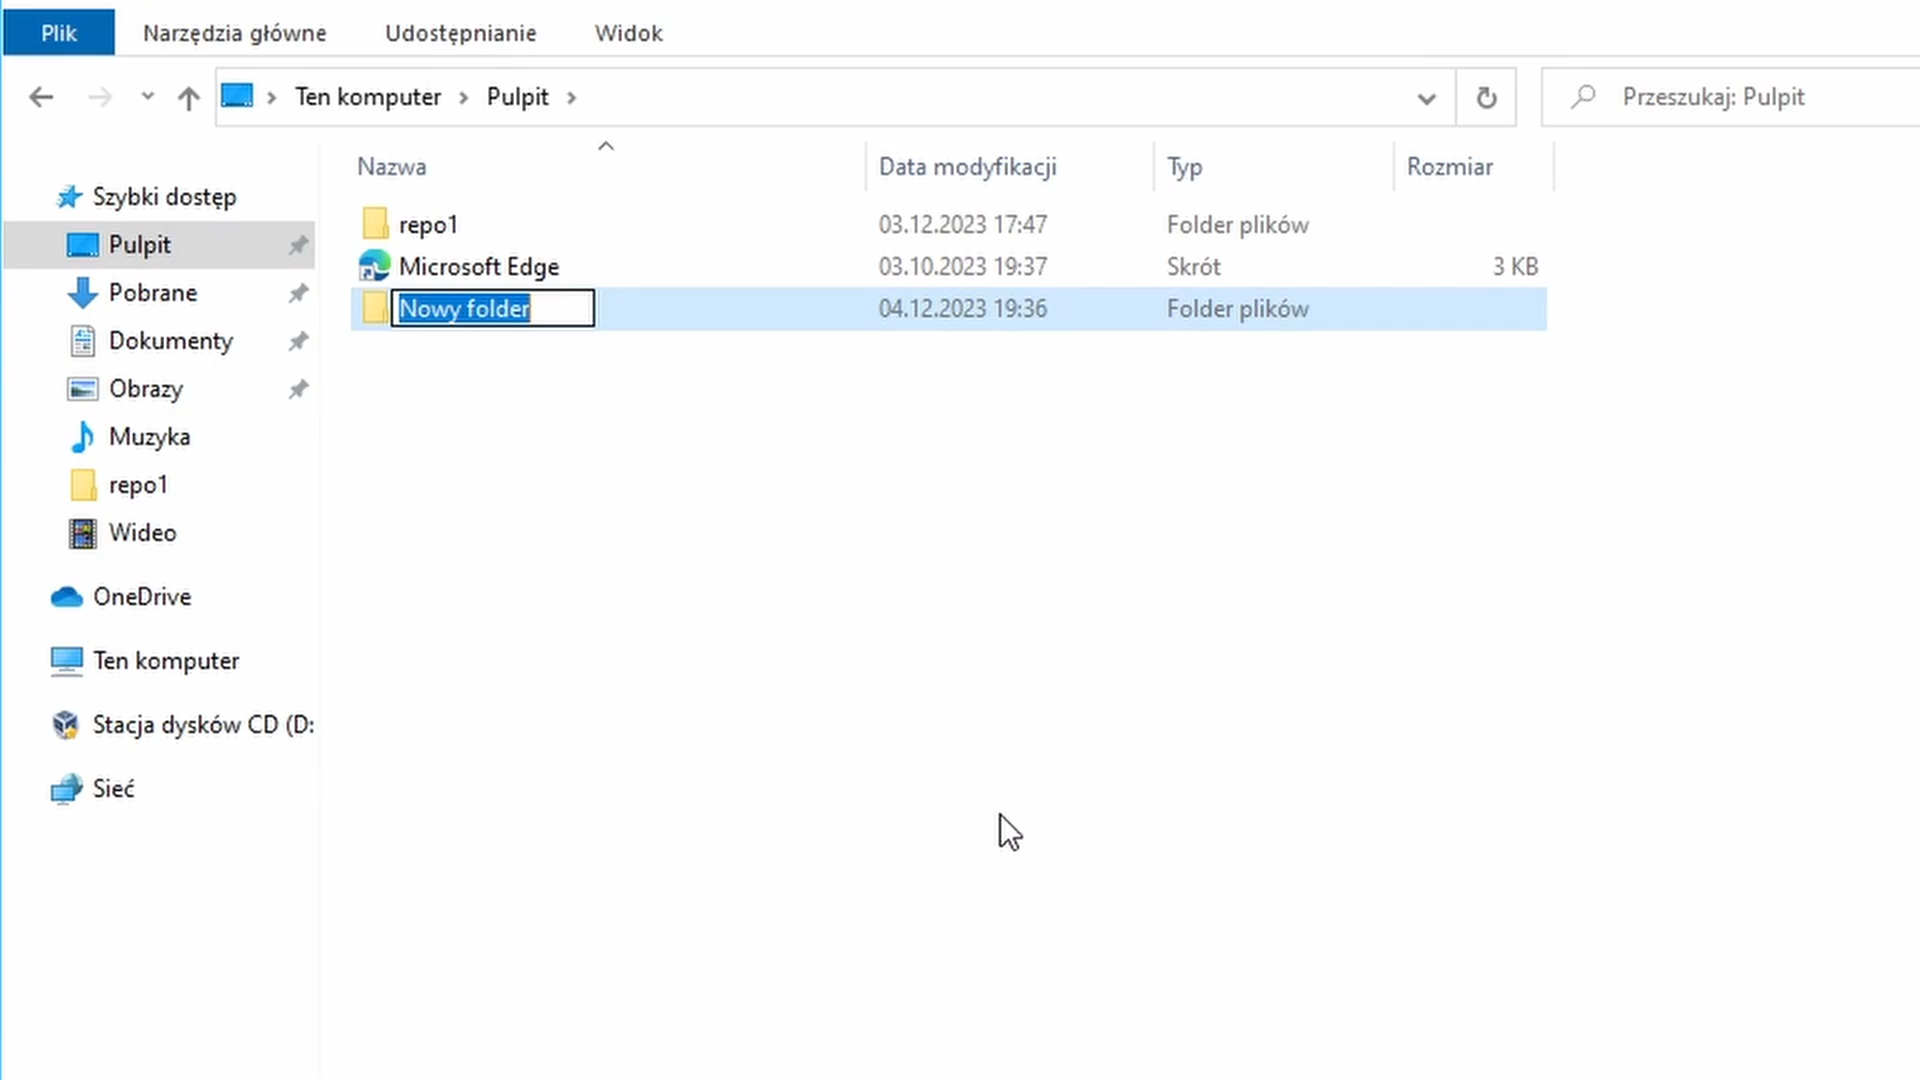 Plik Narzędzia główne Udostępnianie Widok
Ten komputer Pulpit Przeszukaj: Pulpit
Nazwa Data modyfikacji Typ Rozmiar
Szybki dostęp
Pulpit
Pobrane
Dokumenty
Obrazy
Muzyka
repo1
Wideo
OneDrive
Ten komputer
Stacja dysków CD (D:
Sieć
repo1 03.12.2023 17:47 Folder plików
Microsoft Edge 03.10.2023 19:37 Skrót 3 KB
Nowy folder 04.12.2023 19:36 Folder plików